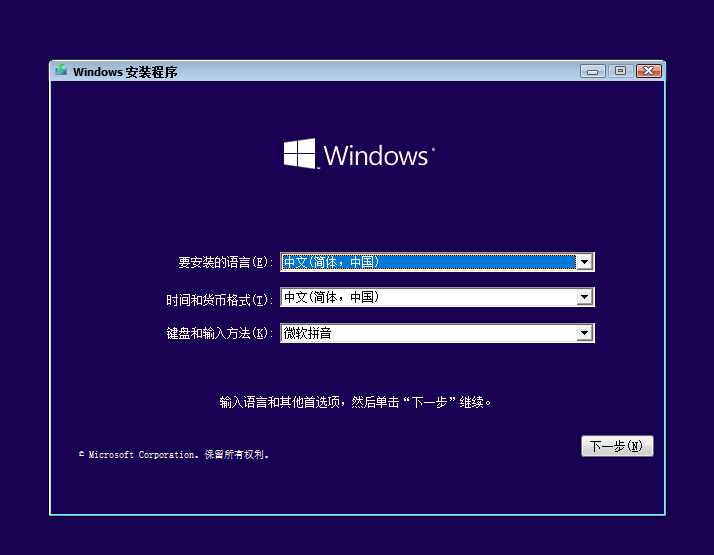 Windows 安装程序
Windows
要安装的语言(E): 中文(简体，中国)
时间和货币格式(T): 中文(简体，中国)
键盘和输入方法(K): 微软拼音
输入语言和其他首选项，然后单击“下一步”继续。
下一步(N)
© Microsoft Corporation. 保留所有权利。